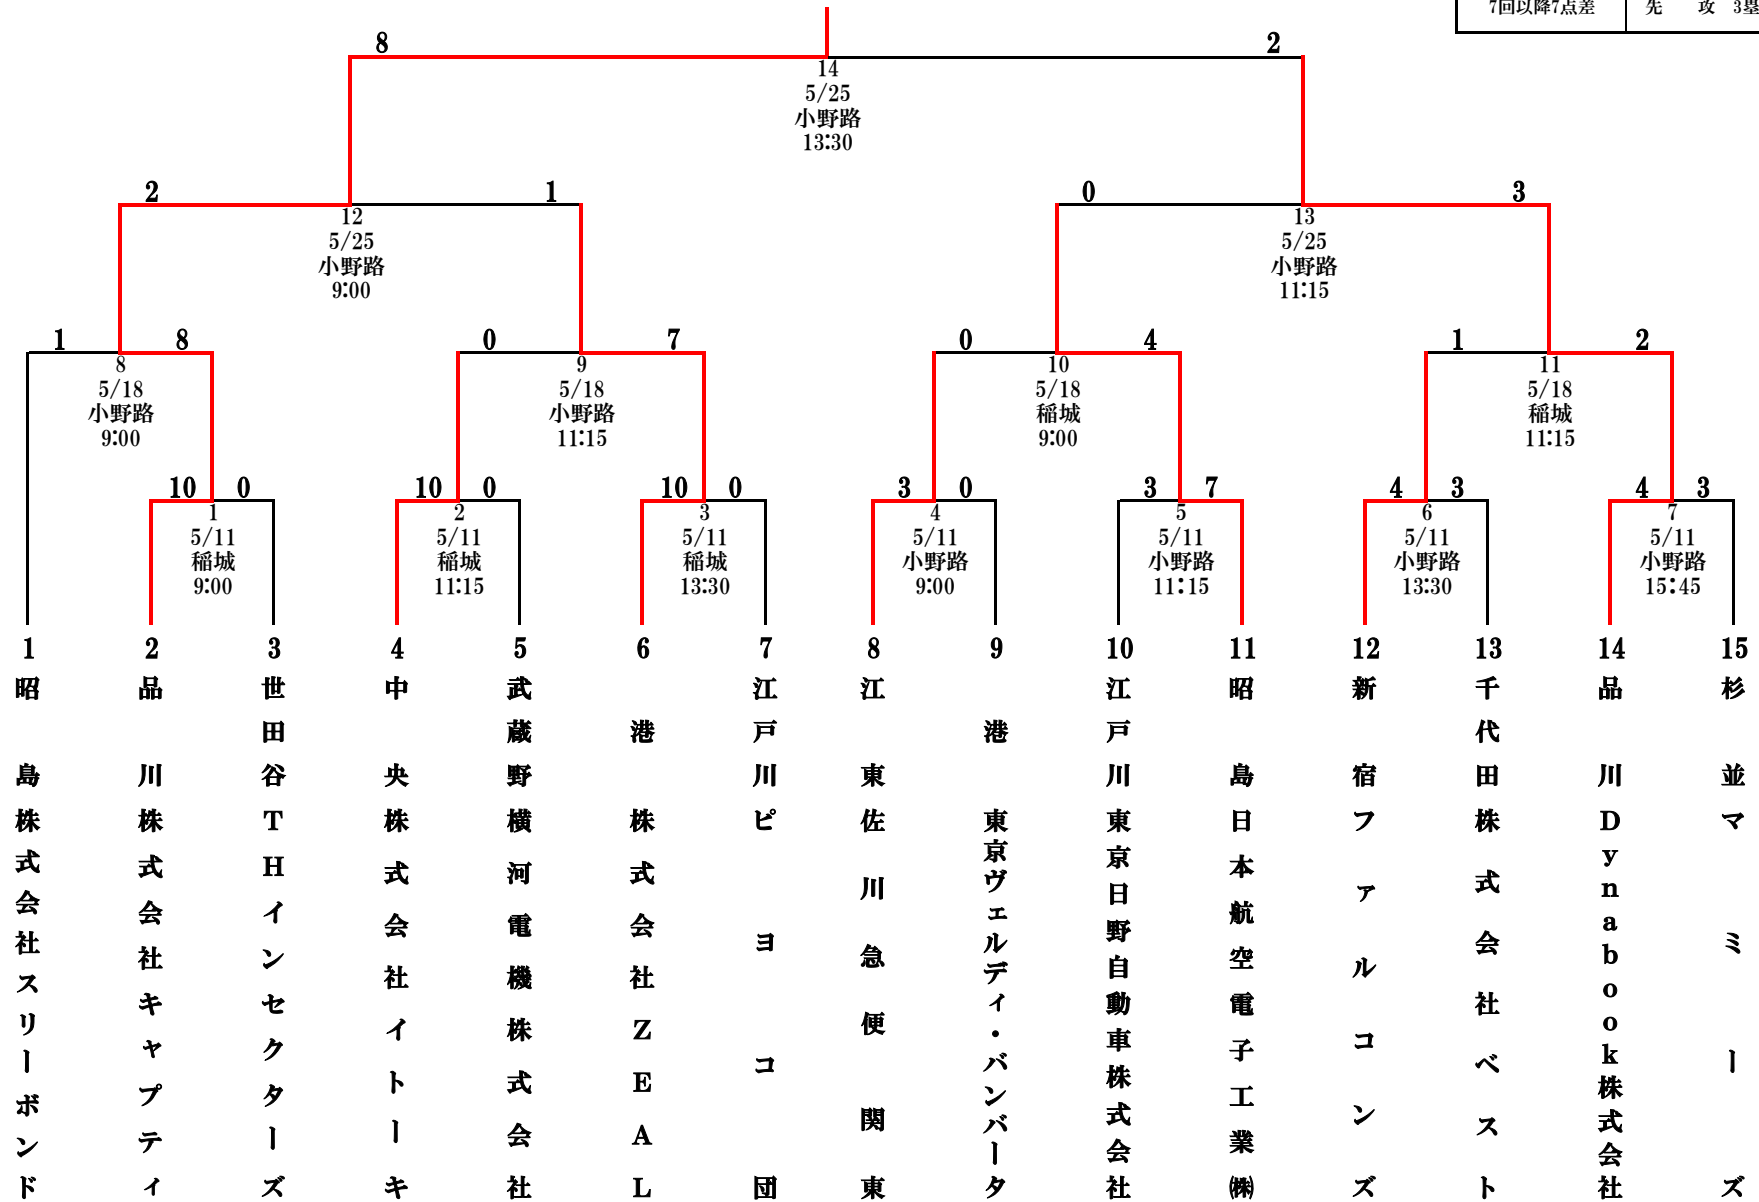 7回以降7点差
先 攻 3塁
8
2
14
5/25
小野路
13:30
2
1
0
3
12
5/25
小野路
9:00
13
5/25
小野路
11:15
1
8
0
7
0
4
1
2
8
5/18
小野路
9:00
9
5/18
小野路
11:15
10
5/18
稲城
9:00
11
5/18
稲城
11:15
10
0
10
0
10
0
3
0
3
7
4
3
4
3
1
5/11
稲城
9:00
2
5/11
稲城
11:15
3
5/11
稲城
13:30
4
5/11
小野路
9:00
5
5/11
小野路
11:15
6
5/11
小野路
13:30
7
5/11
小野路
15:45
1
昭島
株式会社スリーボンド
2
品川
株式会社キャプティ
3
世田谷
THインセクターズ
4
中央
株式会社イトーキ
5
武蔵野
横河電機株式会社
6
港
株式会社ZEAL
7
江戸川
ピヨコ団
8
江東
佐川急便関東
9
港
東京ヴェルディ・バンバータ
10
江戸川
東京日野自動車株式会社
11
昭島
日本航空電子工業㈱
12
新宿
ファルコンズ
13
千代田
株式会社ベスト
14
品川
Dynabook株式会社
15
杉並
マミーズ